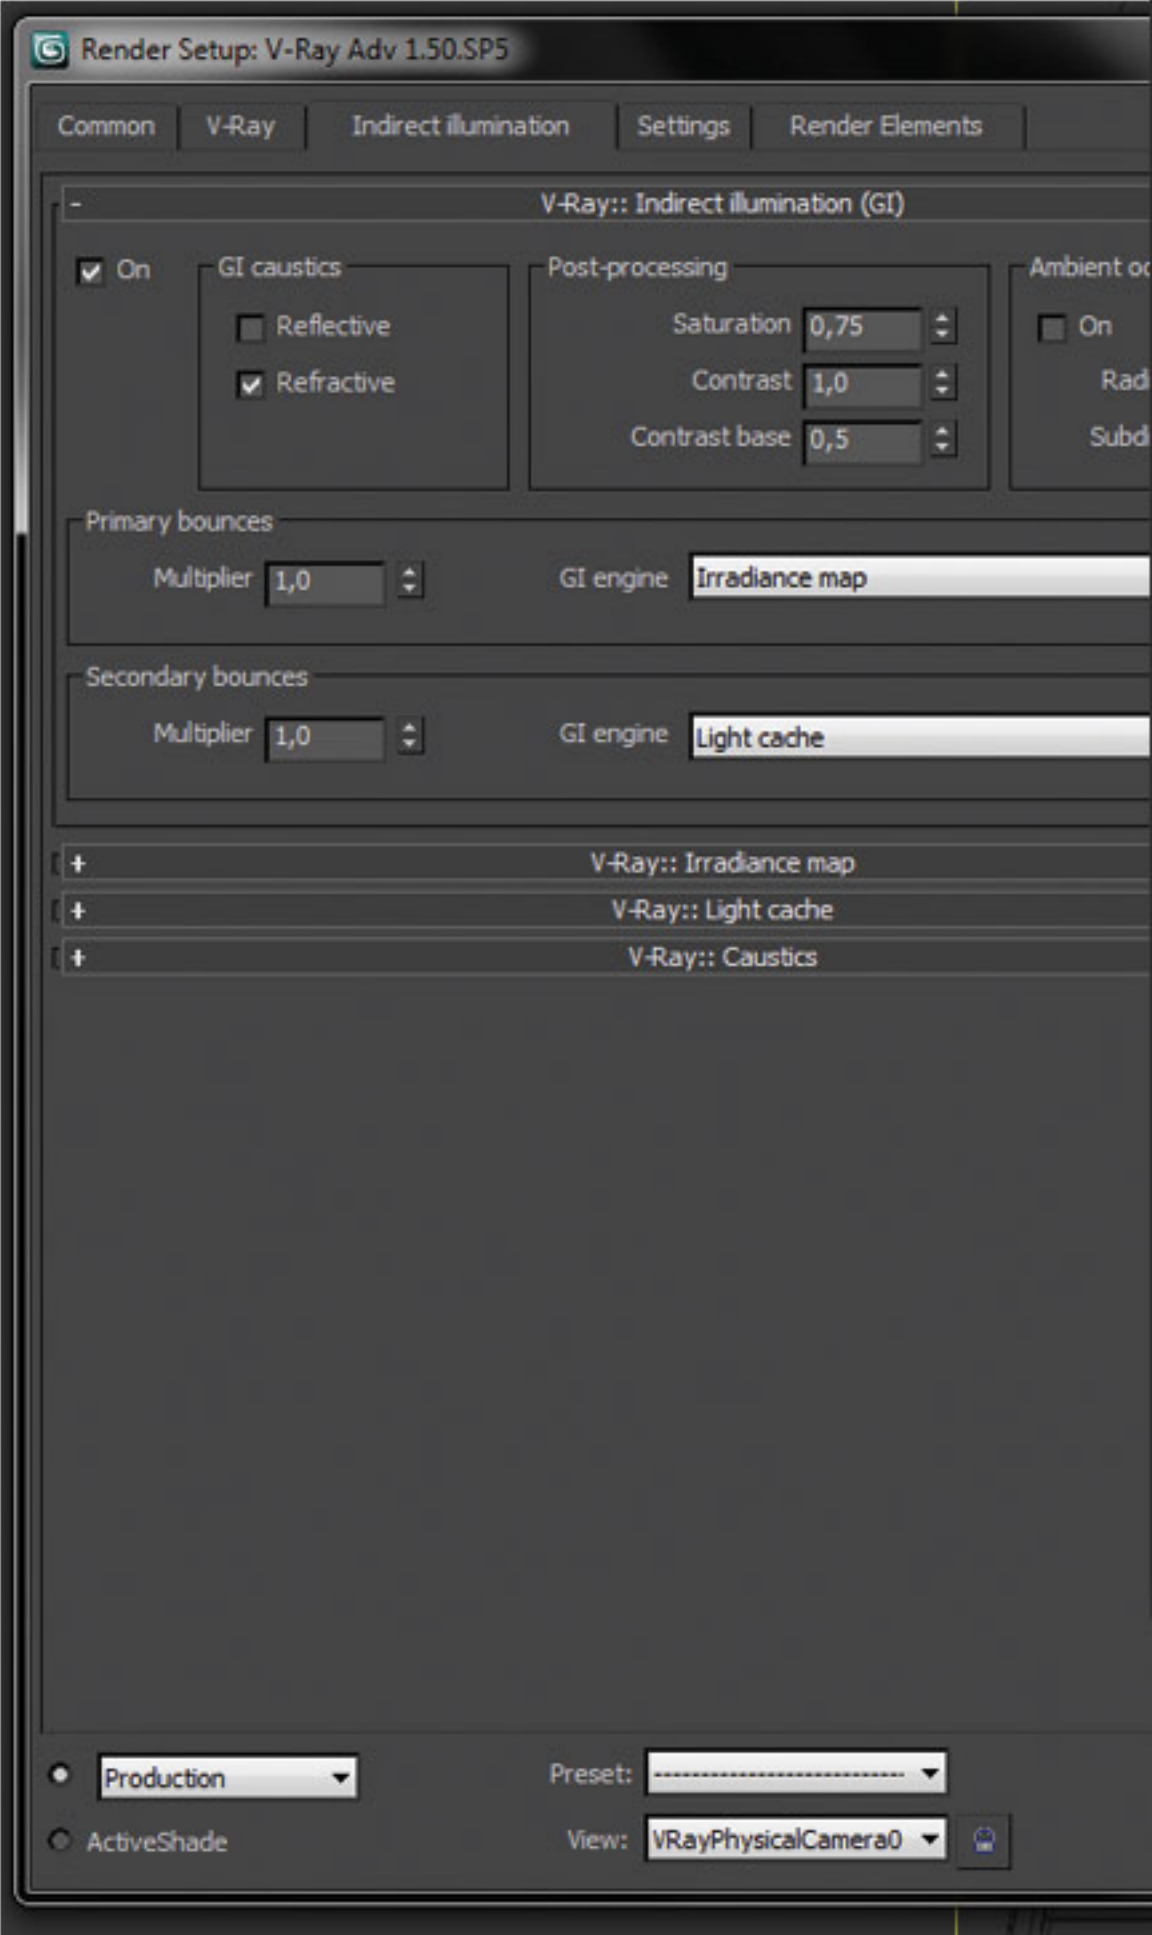 Render Setup: V-Ray Adv 1.50.SP5
Common V-Ray Indirect illumination Settings Render Elements
- V-Ray:: Indirect illumination (GI)
On GI caustics Post-processing Ambient
Reflective Saturation 0,75 On
Refractive Contrast 1,0
Contrast base 0,5
Primary bounces
Multiplier 1,0 GI engine Irradiance map
Secondary bounces
Multiplier 1,0 GI engine Light cache
+ V-Ray:: Irradiance map
+ V-Ray:: Light cache
+ V-Ray:: Caustics
Production Preset: --------------------------
ActiveShade View: VRayPhysicalCamera0